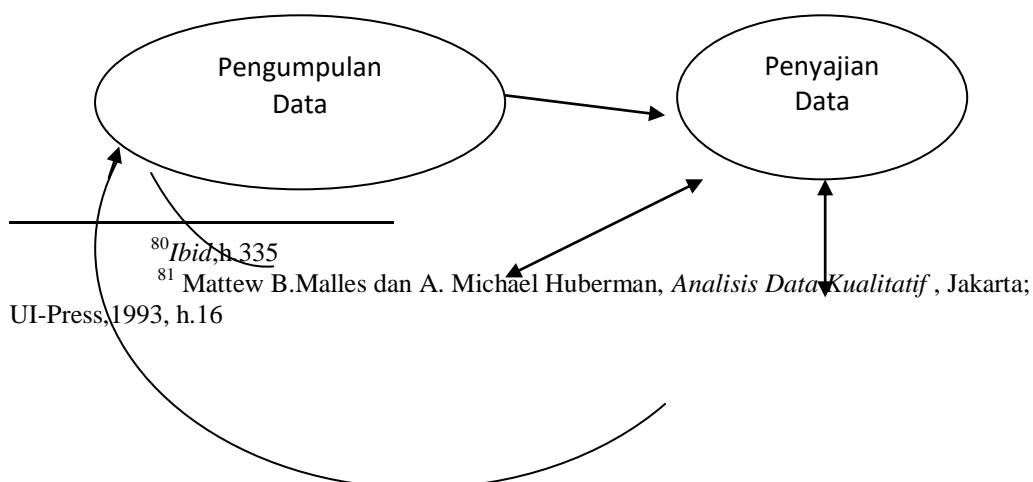 Pengumpulan
Data
Penyajian
Data
80Ibid,h.335
81 Mattew B.Malles dan A. Michael Huberman, Analisis Data Kualitatif , Jakarta;
UI-Press,1993, h.16